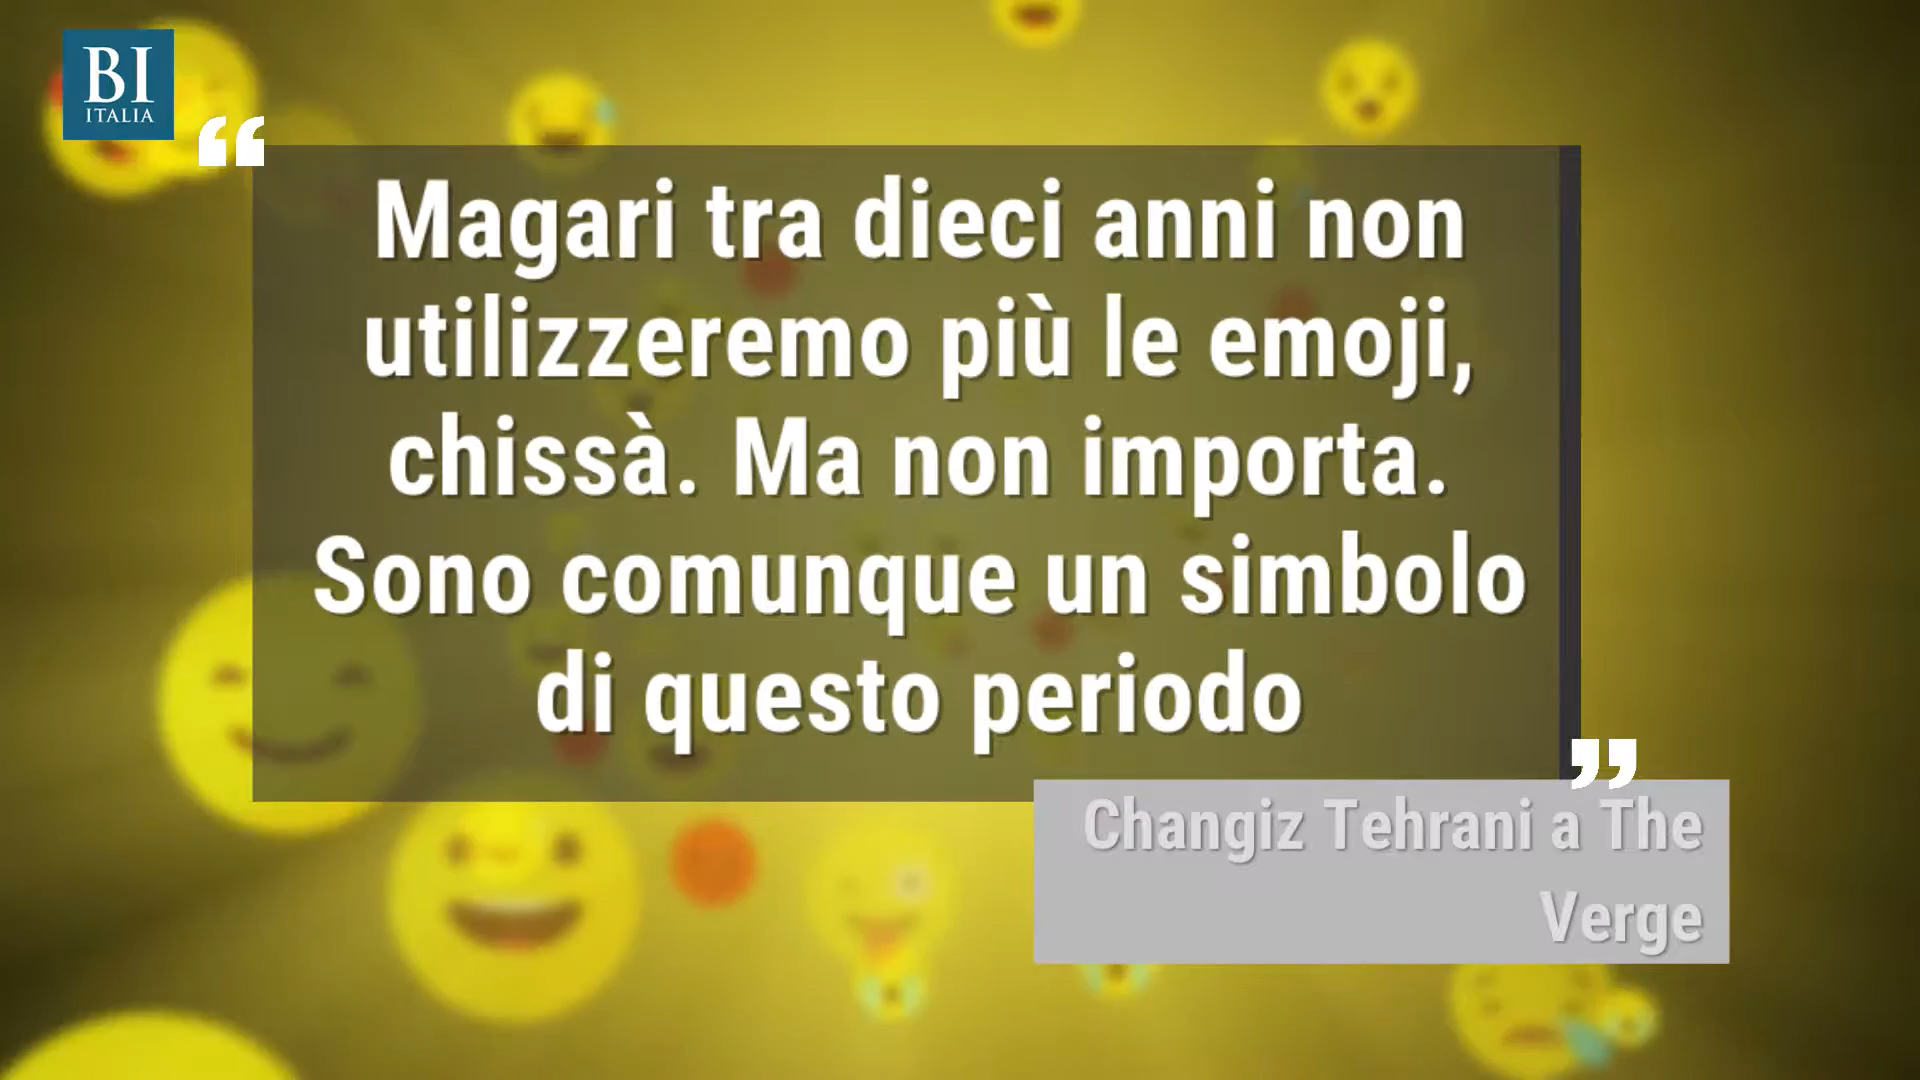 BI
ITALIA
“
Magari tra dieci anni non
utilizzeremo più le emoji,
chissà. Ma non importa.
Sono comunque un simbolo
di questo periodo
”
Changiz Tehrani a The
Verge